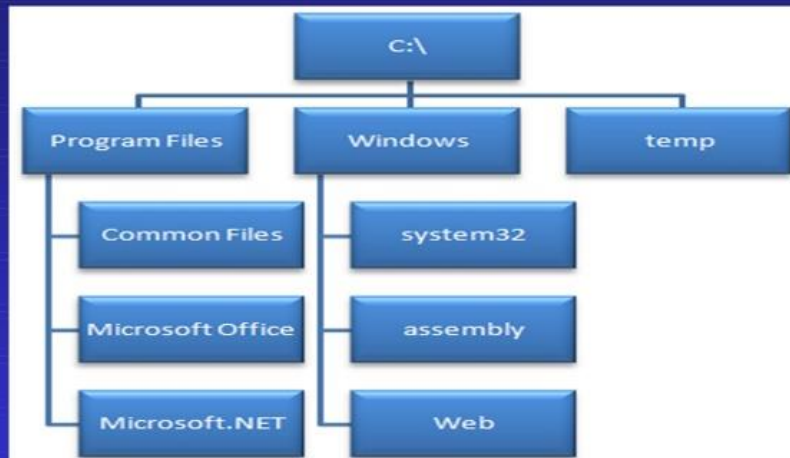 C:\
Program Files
Windows
temp
Common Files
system32
Microsoft Office
assembly
Microsoft.NET
Web